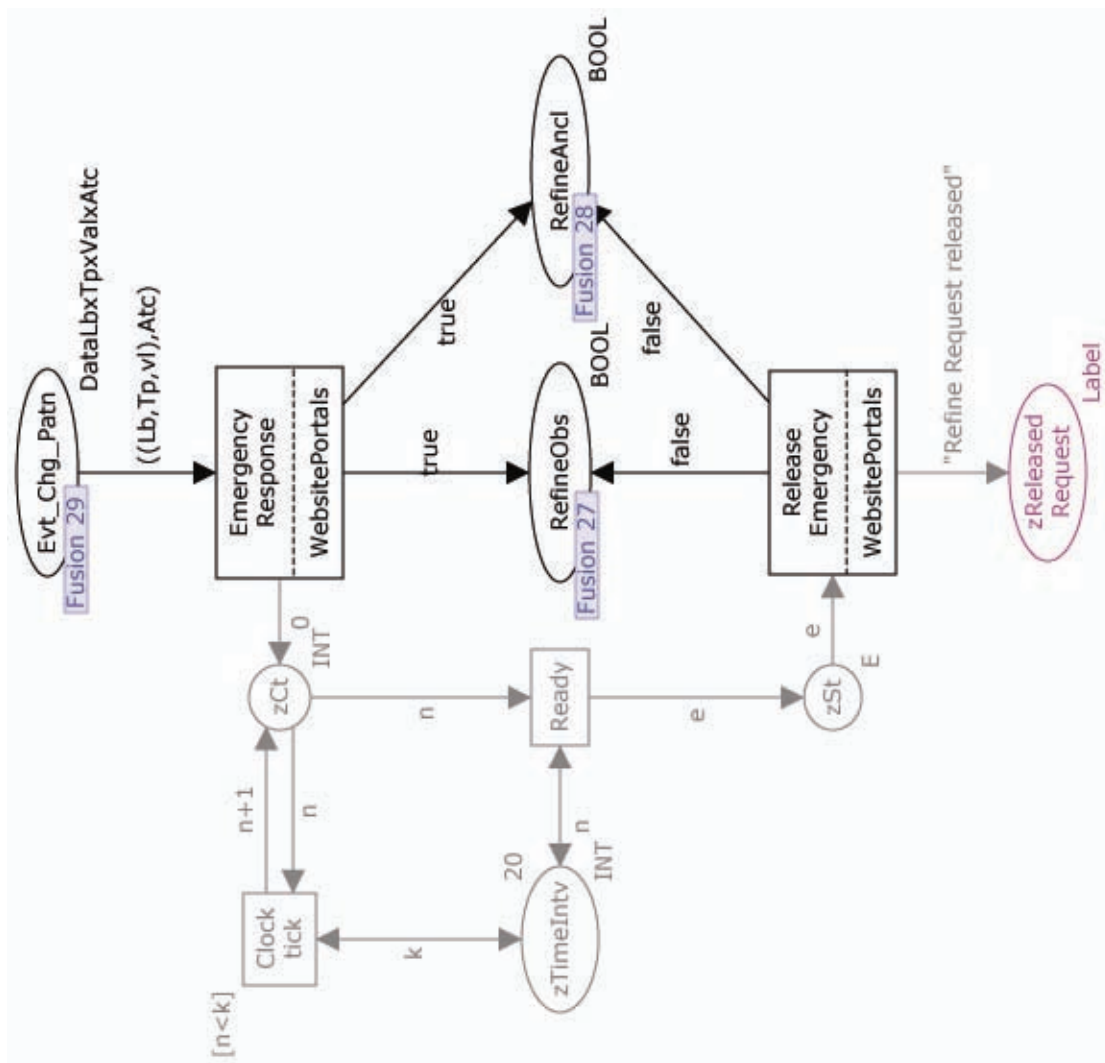 Evt_Chg_Patn
Fusion 29
DataLbxTpxValxAtc
((Lb,Tp,vl),Atc)
[n<k]
Clock
tick
n+1
n
zCt
0
INT
Emergency
Response
WebsitePortals
k
n
true
true
20
zTimeIntv
n
INT
Ready
RefineObs
Fusion 27
BOOL
RefineAncl
Fusion 28
BOOL
e
false
false
zSt
e
E
Release
Emergency
WebsitePortals
"Refine Request released"
zReleased
Request
Label